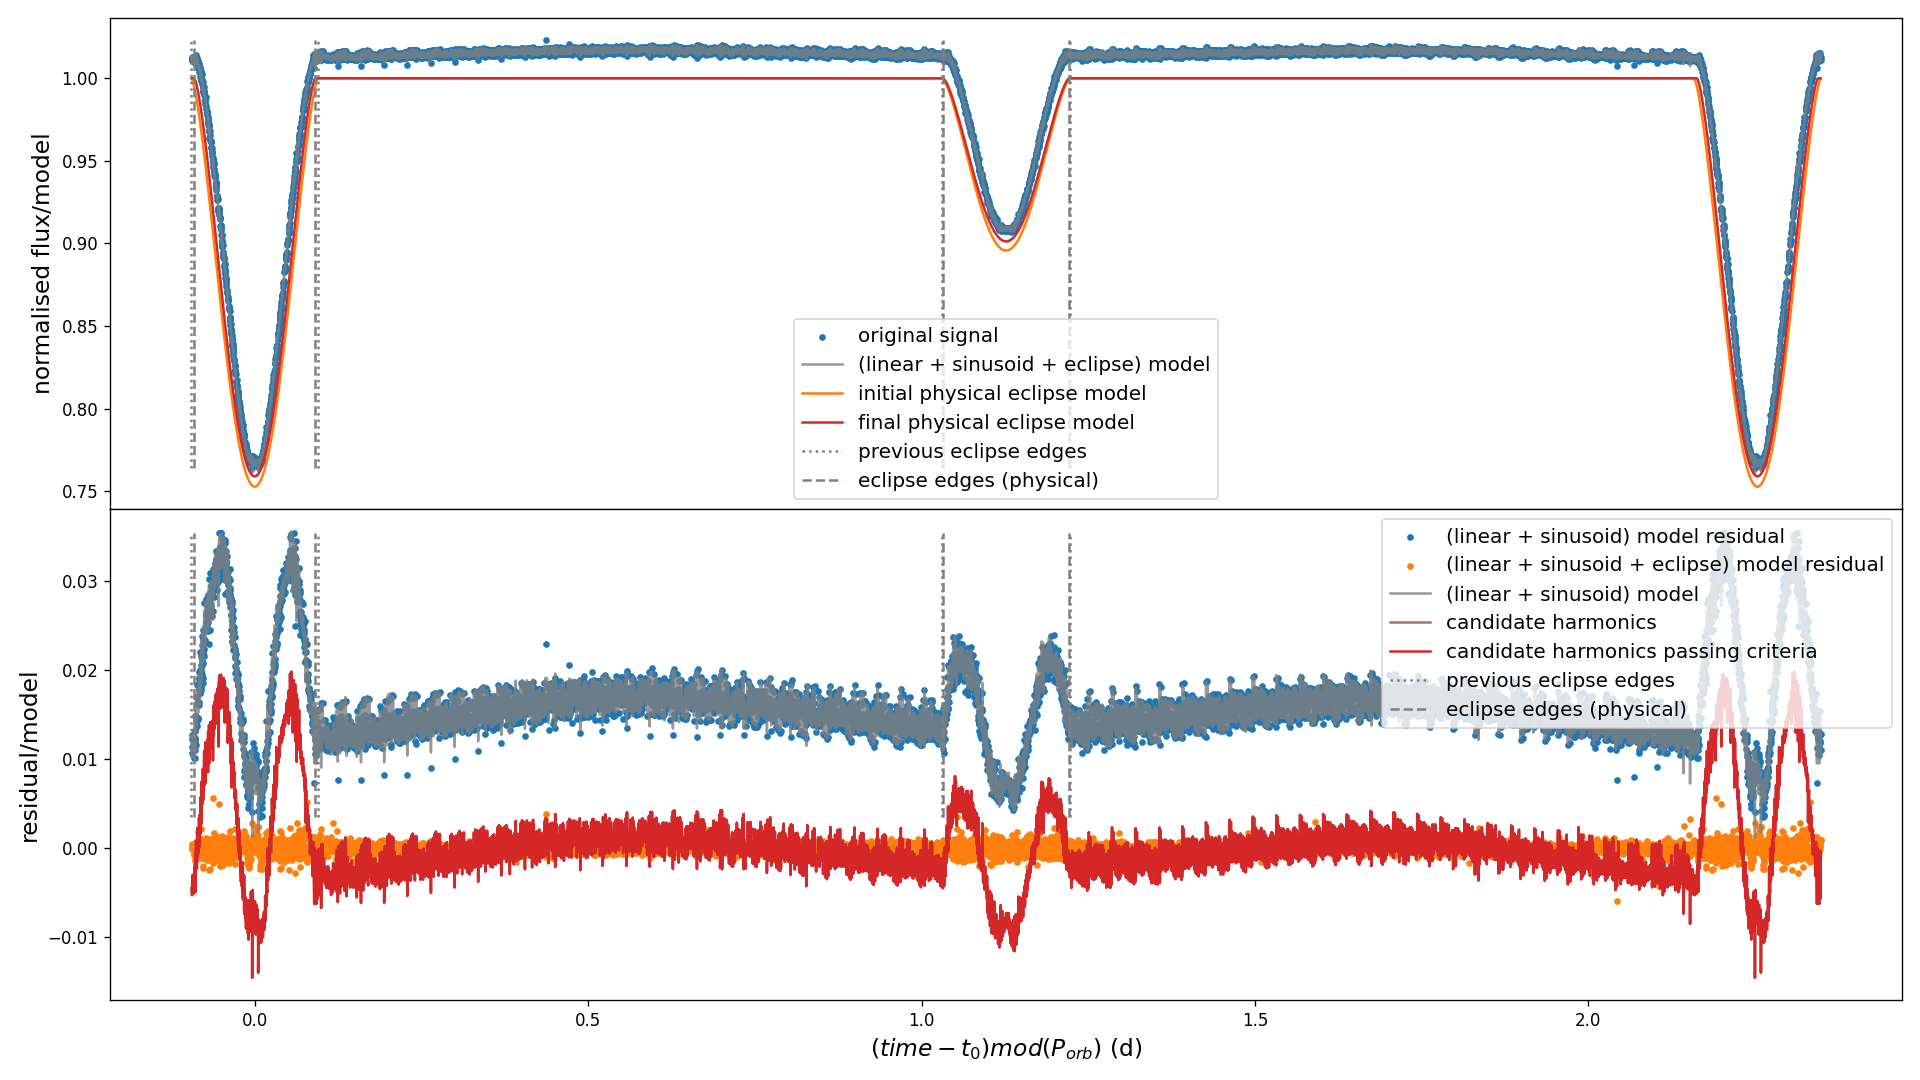 normalised flux/model
1.00
0.95
0.90
0.85
0.80
0.75
original signal
(linear + sinusoid + eclipse) model
initial physical eclipse model
final physical eclipse model
previous eclipse edges
eclipse edges (physical)
residual/model
0.03
0.02
0.01
0.00
−0.01
(linear + sinusoid) model residual
(linear + sinusoid + eclipse) model residual
(linear + sinusoid) model
candidate harmonics
candidate harmonics passing criteria
previous eclipse edges
eclipse edges (physical)
0.0 0.5 1.0 1.5 2.0
(time − t₀)mod(P_orb) (d)